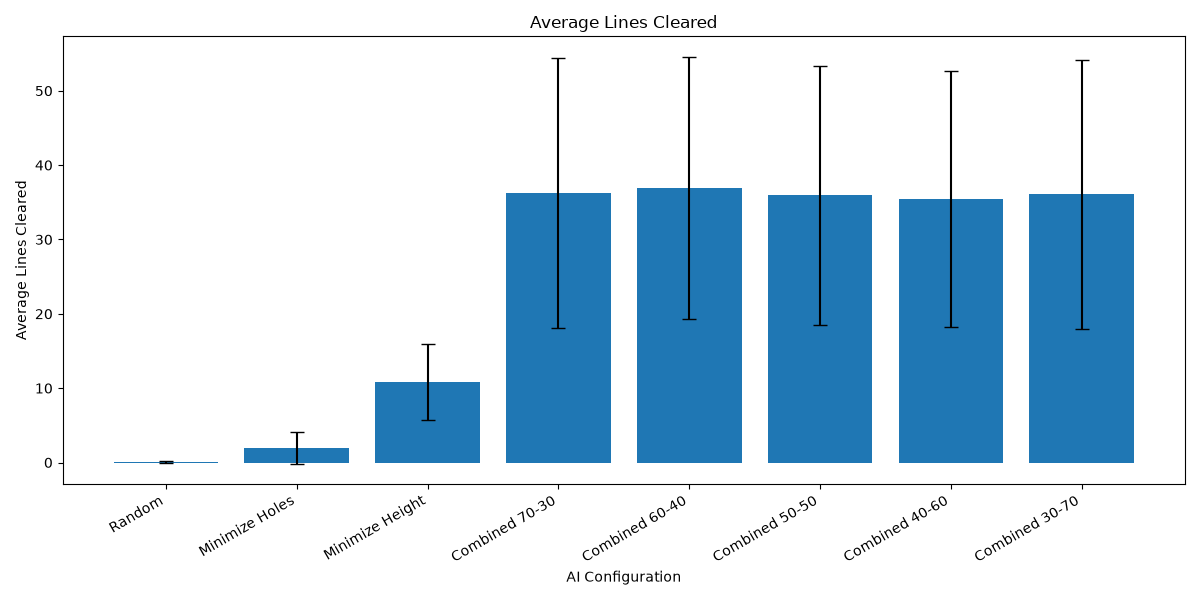 Average Lines Cleared
Average Lines Cleared
50
40
30
20
10
0
Random
Minimize Holes
Minimize Height
Combined 70-30
Combined 60-40
Combined 50-50
Combined 40-60
Combined 30-70
AI Configuration